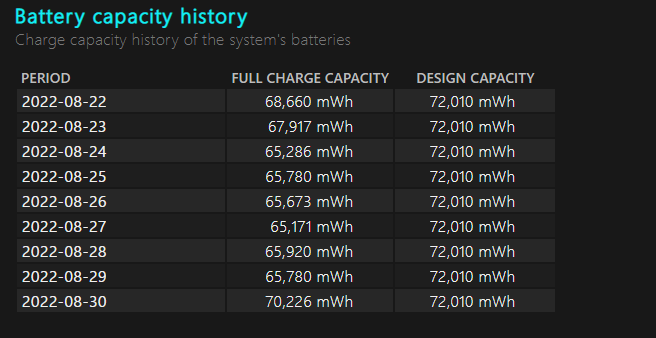 Battery capacity history
Charge capacity history of the system's batteries
PERIOD FULL CHARGE CAPACITY DESIGN CAPACITY
2022-08-22 68,660 mWh 72,010 mWh
2022-08-23 67,917 mWh 72,010 mWh
2022-08-24 65,286 mWh 72,010 mWh
2022-08-25 65,780 mWh 72,010 mWh
2022-08-26 65,673 mWh 72,010 mWh
2022-08-27 65,171 mWh 72,010 mWh
2022-08-28 65,920 mWh 72,010 mWh
2022-08-29 65,780 mWh 72,010 mWh
2022-08-30 70,226 mWh 72,010 mWh